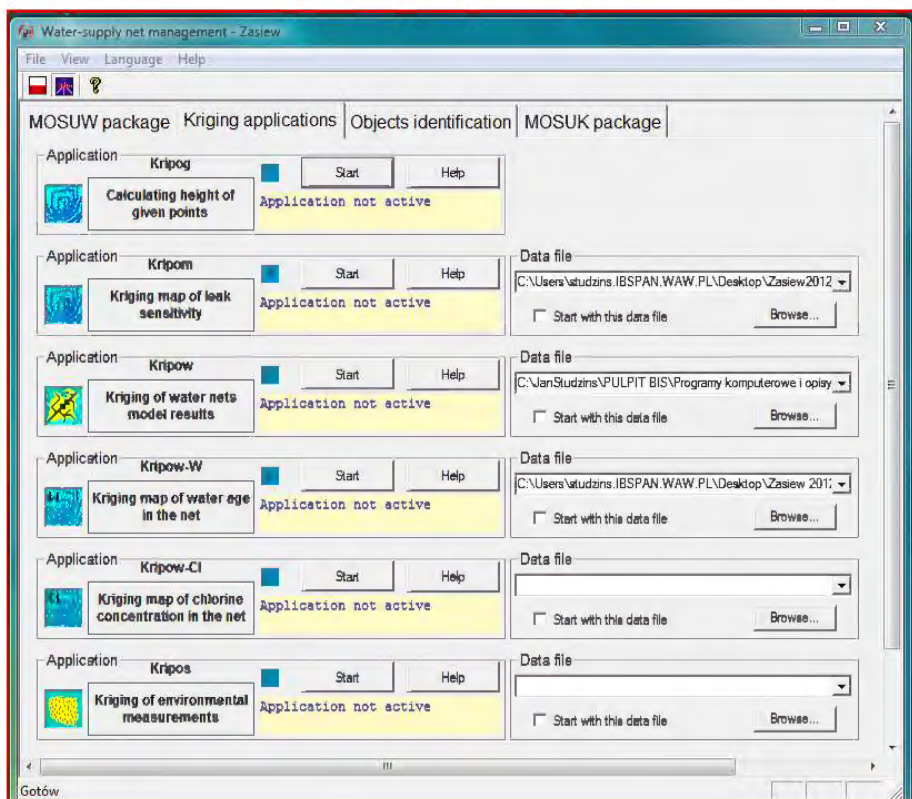 Water-supply net management - Zasiew
File View Language Help
MOSUW package Kriging applications Objects identification MOSUK package
Application
Kripog
Calculating height of
given points
Start Help
Application not active
Application
Kripom
Kriging map of leak
sensitivity
Start Help
Application not active
Data file
C:\Users\studzins.IBSPAN.WAW.PL\Desktop\Zasiew2012
Start with this data file Browse...
Application
Kripow
Kriging of water nets
model results
Start Help
Application not active
Data file
C:\JanStudzins\PULPIT BIS\Programy komputerowe i opisy
Start with this data file Browse...
Application
Kripow-W
Kriging map of water age
in the net
Start Help
Application not active
Data file
C:\Users\studzins.IBSPAN.WAW.PL\Desktop\Zasiew 201
Start with this data file Browse...
Application
Kripow-Cl
Kriging map of chlorine
concentration in the net
Start Help
Application not active
Data file
Start with this data file Browse...
Application
Kripos
Kriging of environmental
measurements
Start Help
Application not active
Data file
Start with this data file Browse...
Gotów